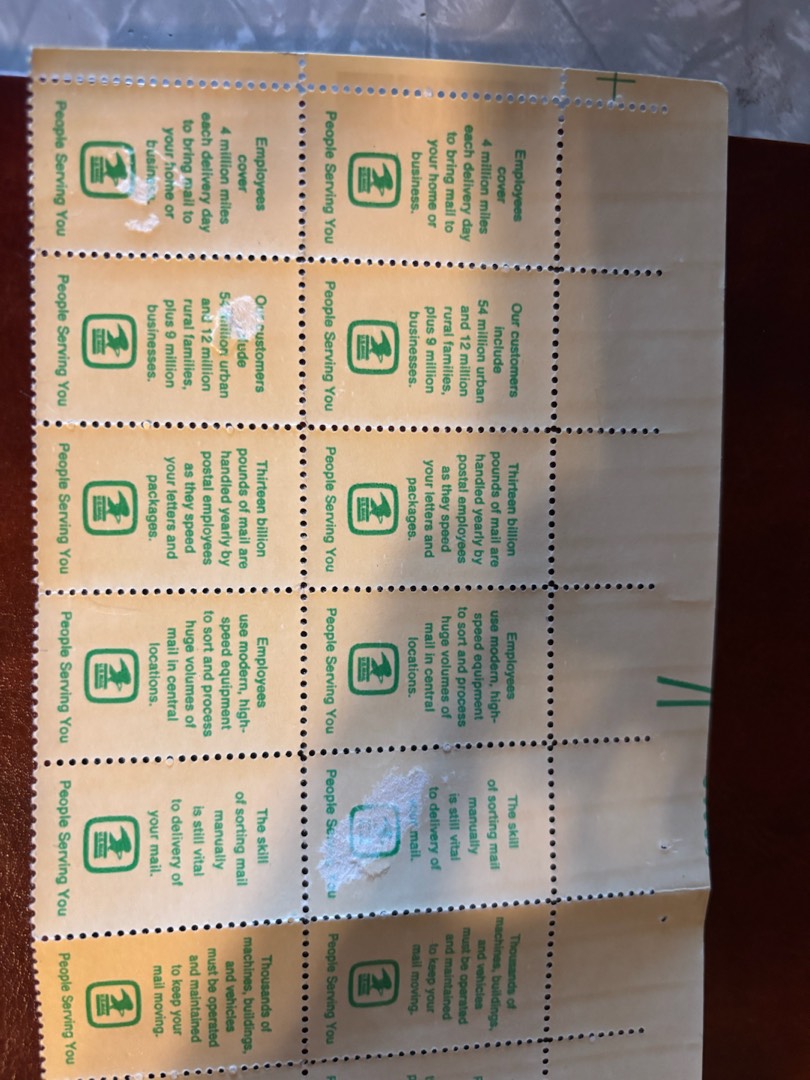 Employees
cover
4 million miles
each delivery day
to bring mail to
your home or
business.
People Serving You
Our customers
include
54 million urban
and 12 million
rural families,
plus 9 million
businesses.
People Serving You
Thirteen billion
pounds of mail are
handled yearly by
postal employees
as they speed
your letters and
packages.
People Serving You
Employees
use modern, high-
speed equipment
to sort and process
huge volumes of
mail in central
locations.
People Serving You
The skill
of sorting mail
manually
is still vital
to delivery of
mail.
People
Thousands of
machines, buildings,
and vehicles
must be operated
and maintained
to keep your
mail moving.
People Serving You
Employees
cover
4 million miles
each delivery day
to bring mail to
your home or
business.
People Serving You
Our customers
54 million urban
and 12 million
rural families,
plus 9 million
businesses.
People Serving You
Thirteen billion
pounds of mail are
handled yearly by
postal employees
as they speed
your letters and
packages.
People Serving You
Employees
use modern, high-
speed equipment
to sort and process
huge volumes of
mail in central
locations.
People Serving You
The skill
of sorting mail
manually
is still vital
to delivery of
your mail.
People Serving You
Thousands of
machines, buildings,
and vehicles
must be operated
and maintained
to keep your
mail moving.
People Serving You